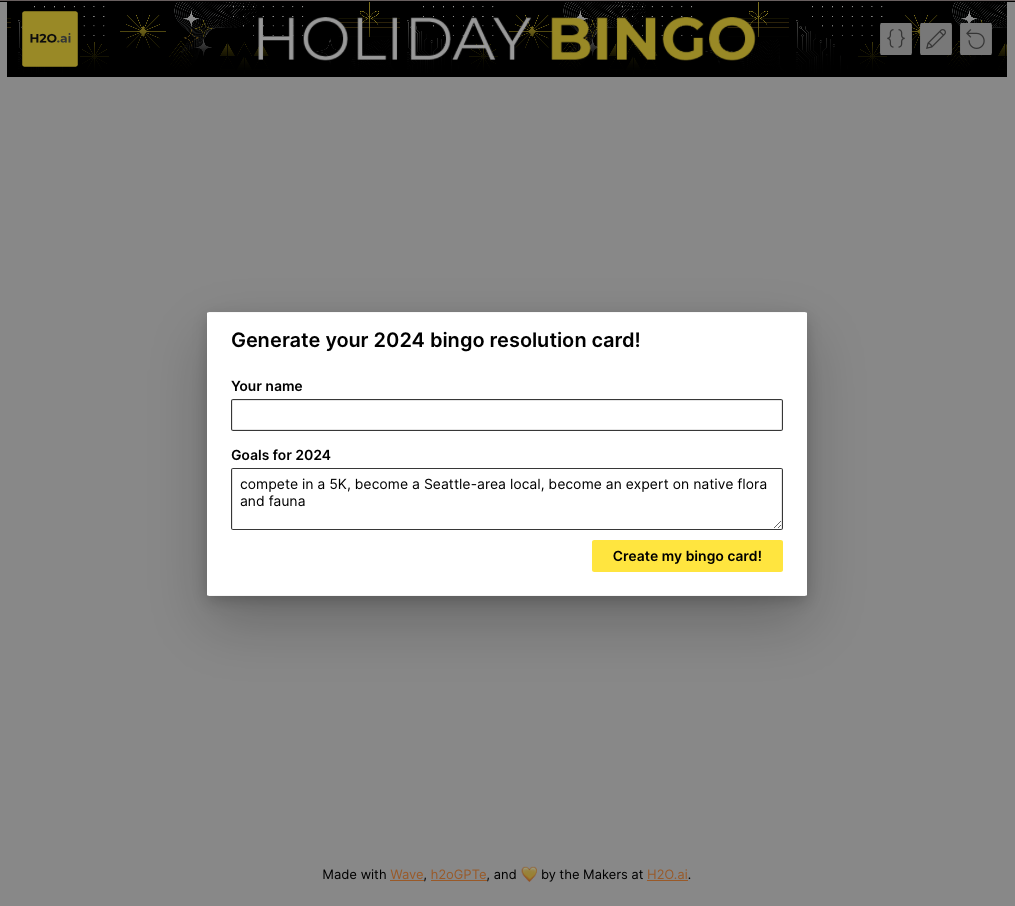 H2O.ai
HOLIDAY BINGO
{}
Generate your 2024 bingo resolution card!
Your name
Goals for 2024
compete in a 5K, become a Seattle-area local, become an expert on native flora
and fauna
Create my bingo card!
Made with Wave, h2oGPTe, and 💛 by the Makers at H2O.ai.